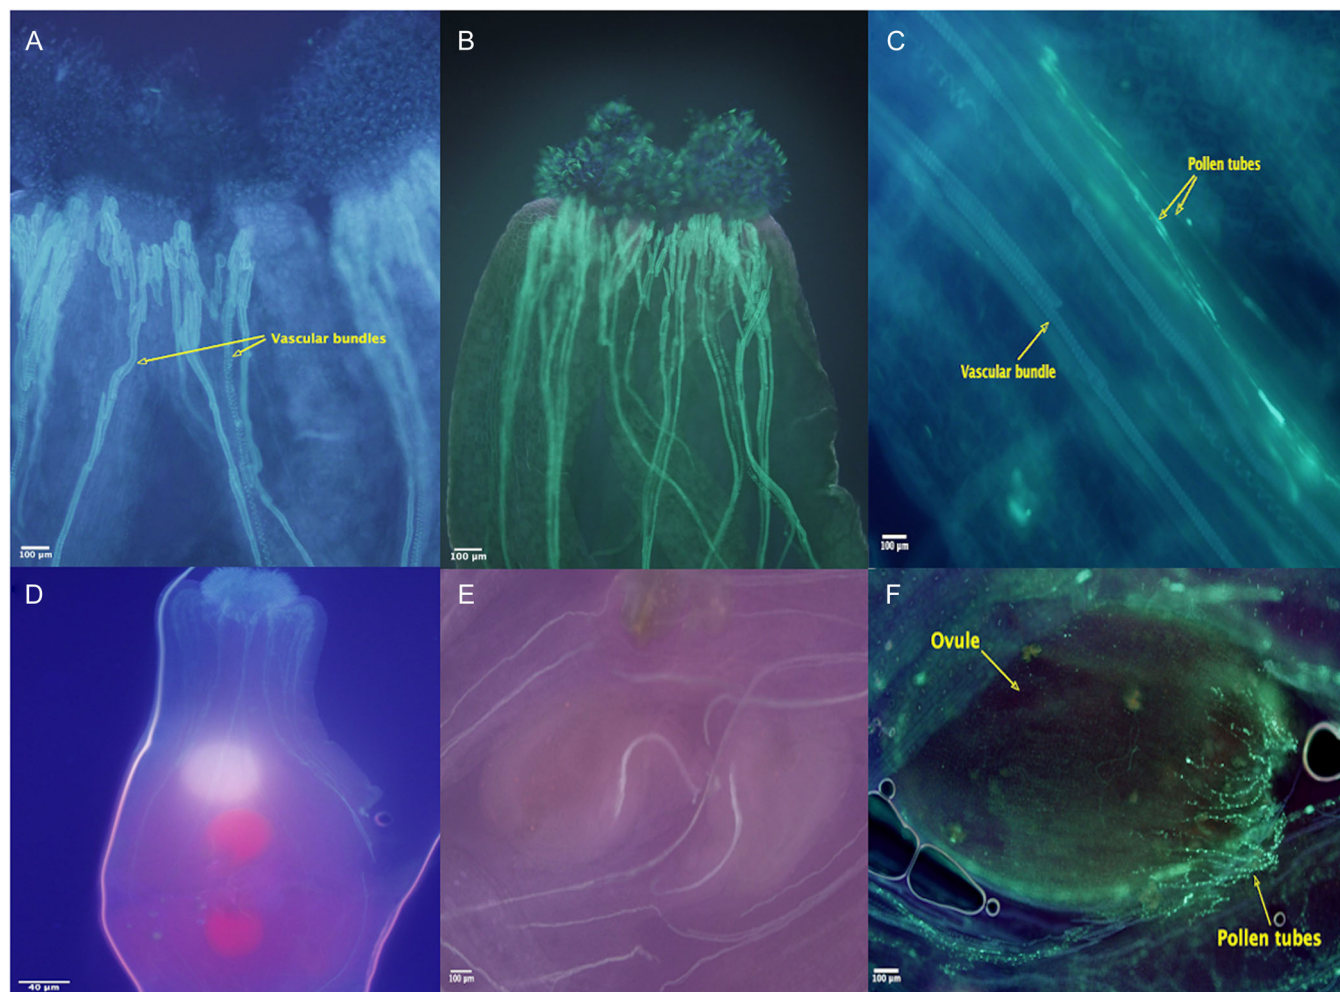 A
B
C
Pollen tubes
Vascular bundles
Vascular bundle
100 µm
100 µm
100 µm
D
E
F
Ovule
Pollen tubes
40 µm
100 µm
100 µm